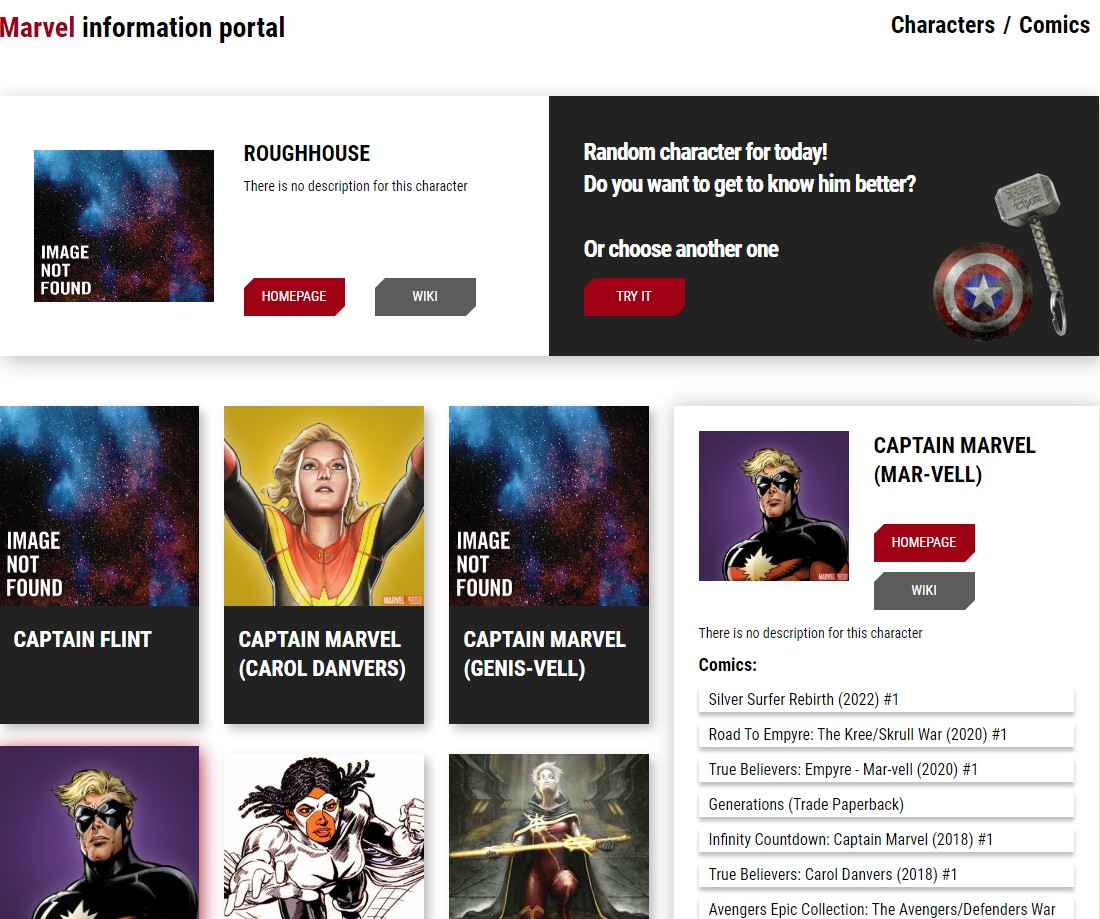 Marvel information portal
Characters / Comics
ROUGHHOUSE
There is no description for this character
IMAGE
NOT
FOUND
HOMEPAGE
WIKI
Random character for today!
Do you want to get to know him better?
Or choose another one
TRY IT
IMAGE
NOT
FOUND
CAPTAIN FLINT
MARVEL
CAPTAIN MARVEL
(CAROL DANVERS)
IMAGE
NOT
FOUND
CAPTAIN MARVEL
(GENIS-VELL)
MARVEL
CAPTAIN MARVEL
(MAR-VELL)
HOMEPAGE
WIKI
There is no description for this character
Comics:
Silver Surfer Rebirth (2022) #1
Road To Empyre: The Kree/Skrull War (2020) #1
True Believers: Empyre - Mar-vell (2020) #1
Generations (Trade Paperback)
Infinity Countdown: Captain Marvel (2018) #1
True Believers: Carol Danvers (2018) #1
Avengers Epic Collection: The Avengers/Defenders War